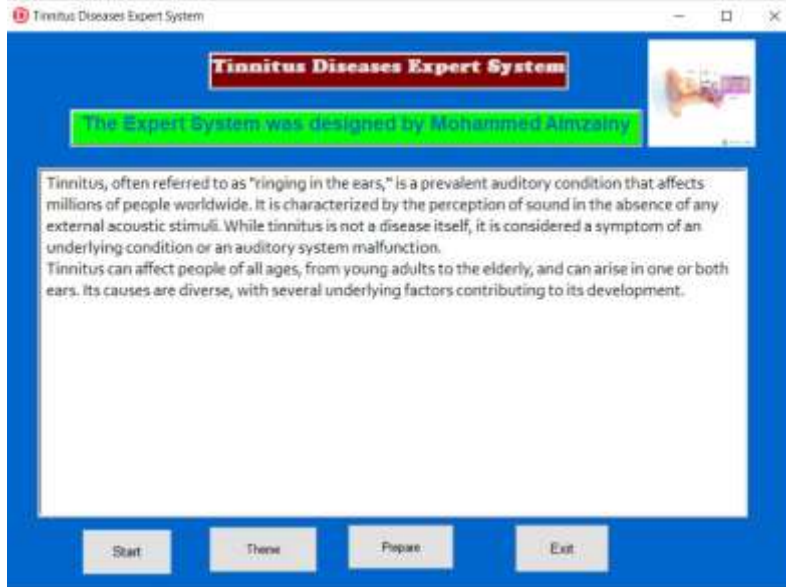 Tinnitus Diseases Expert System
Tinnitus Diseases Expert System
The Expert System was designed by Mohammed Almzainy
Tinnitus, often referred to as "ringing in the ears," is a prevalent auditory condition that affects
millions of people worldwide. It is characterized by the perception of sound in the absence of any
external acoustic stimuli. While tinnitus is not a disease itself, it is considered a symptom of an
underlying condition or an auditory system malfunction.
Tinnitus can affect people of all ages, from young adults to the elderly, and can arise in one or both
ears. Its causes are diverse, with several underlying factors contributing to its development.
Start
Theme
Prepare
Exit